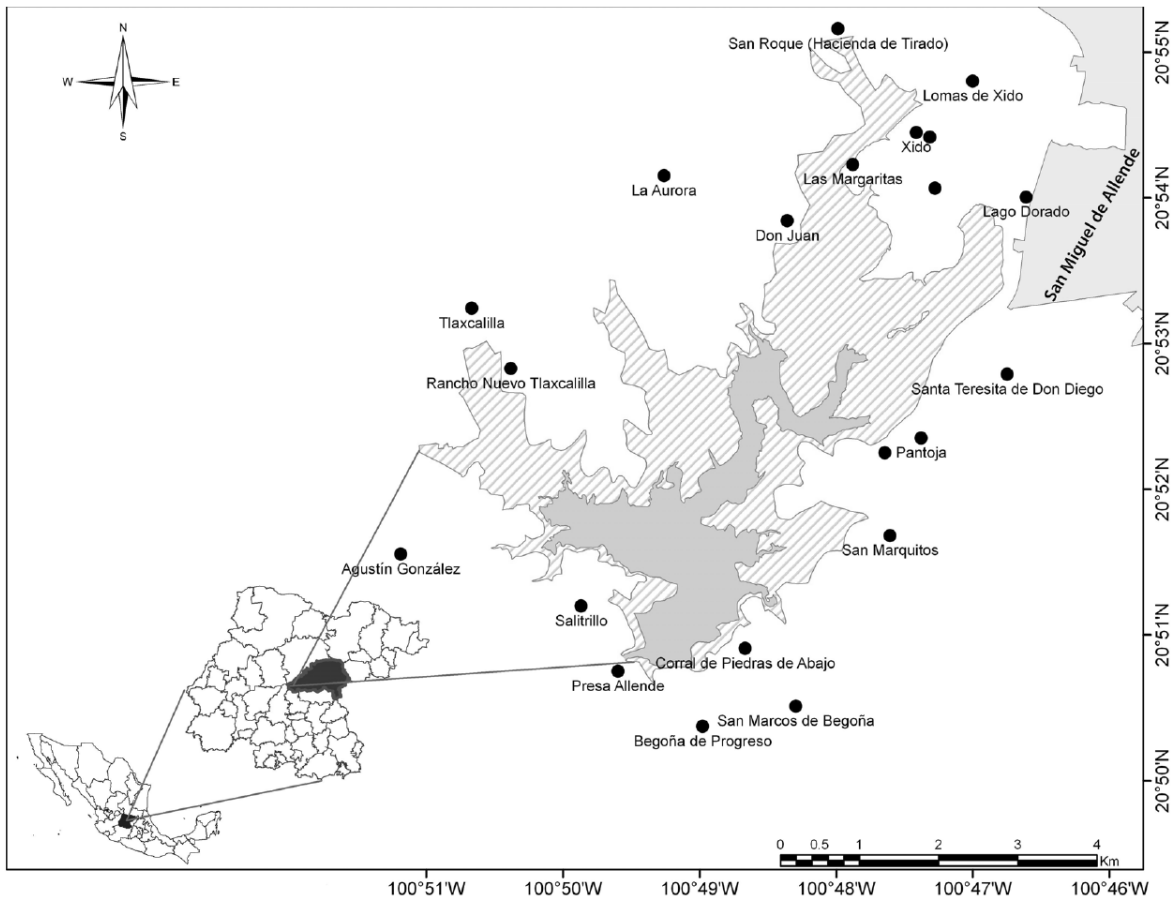 N
W E
S
San Roque (Hacienda de Tirado)
Lomas de Xido
Xido
Las Margaritas
La Aurora
Lago Dorado
Don Juan
San Miguel de Allende
Tlaxcalilla
Rancho Nuevo Tlaxcalilla
Santa Teresita de Don Diego
Pantoja
San Marquitos
Agustín González
Salitrillo
Corral de Piedras de Abajo
Presa Allende
San Marcos de Begoña
Begoña de Progreso
20°55'N
20°54'N
20°53'N
20°52'N
20°51'N
20°50'N
0 0.5 1 2 3 4
Km
100°51'W 100°50'W 100°49'W 100°48'W 100°47'W 100°46'W